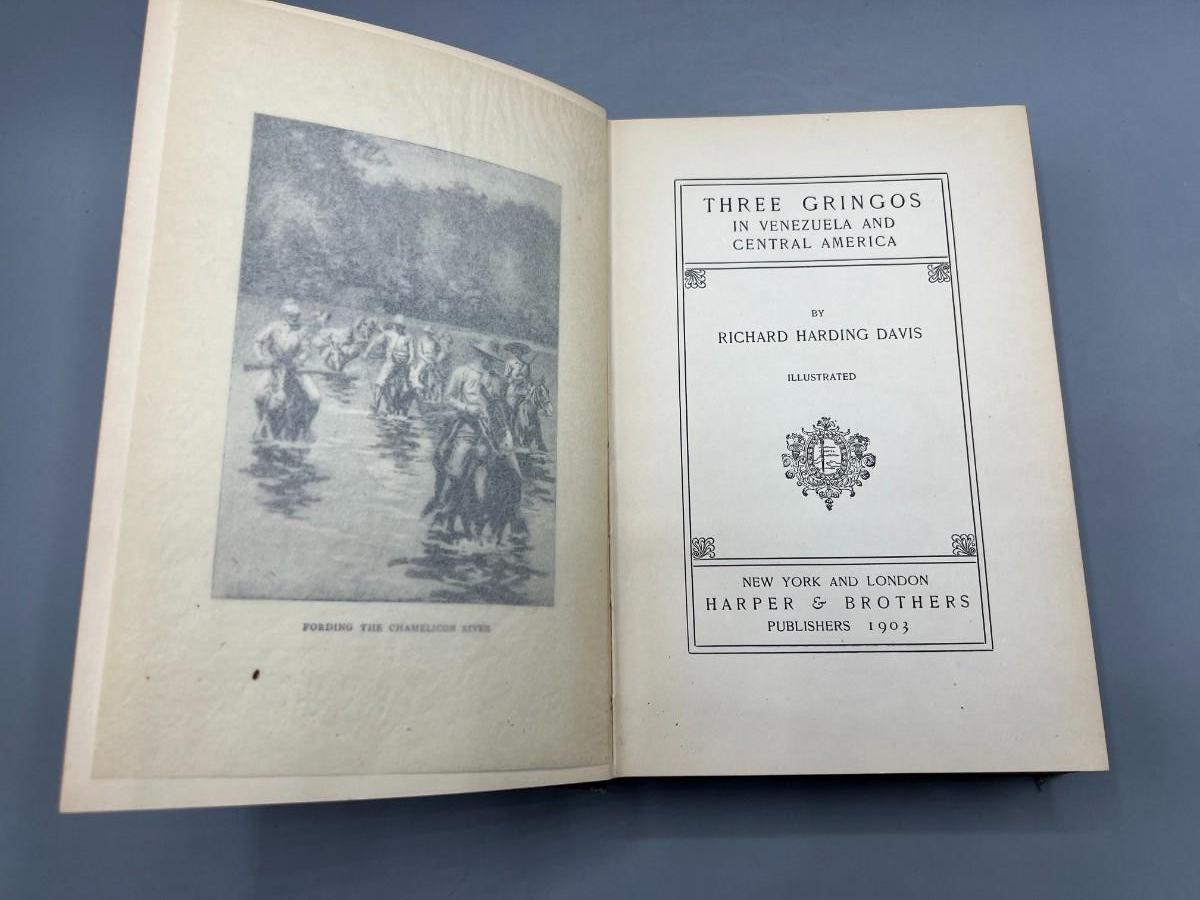 FORDING THE CHAMELICON RIVER
THREE GRINGOS
IN VENEZUELA AND
CENTRAL AMERICA
BY
RICHARD HARDING DAVIS
ILLUSTRATED
NEW YORK AND LONDON
HARPER & BROTHERS
PUBLISHERS 1903